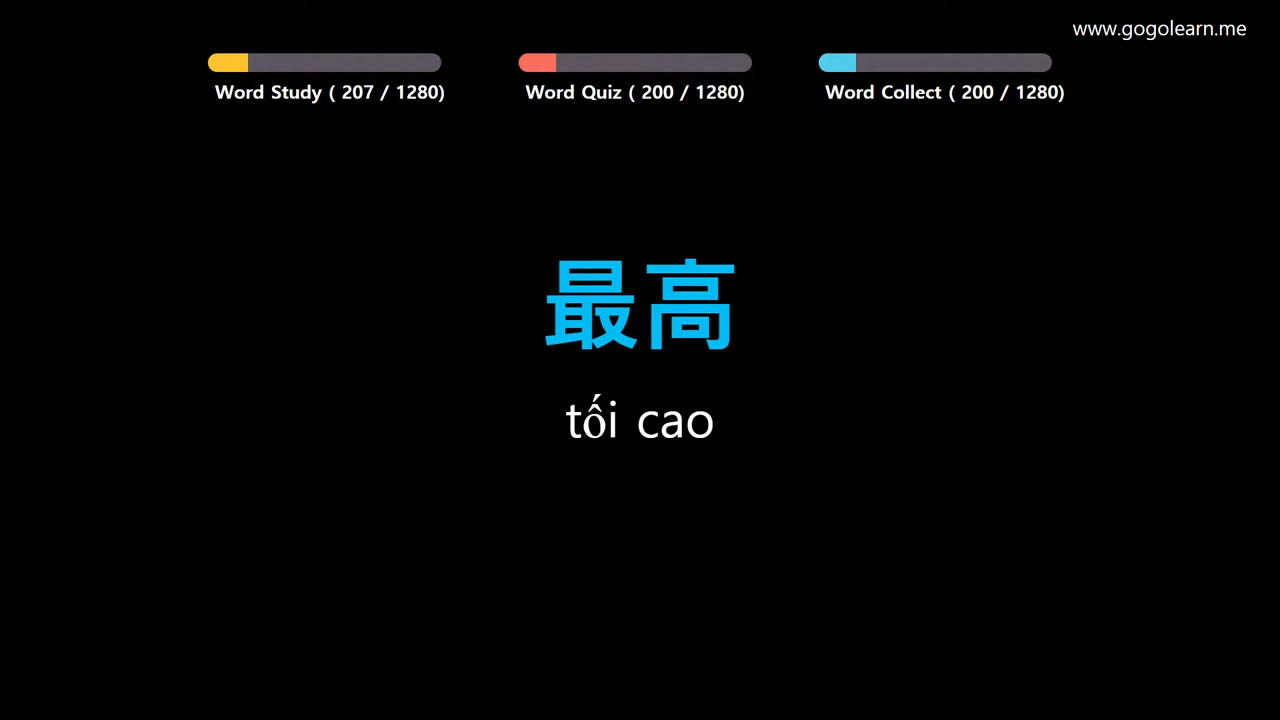 www.gogolearn.me
Word Study ( 207 / 1280)
Word Quiz ( 200 / 1280)
Word Collect ( 200 / 1280)
最高
tối cao